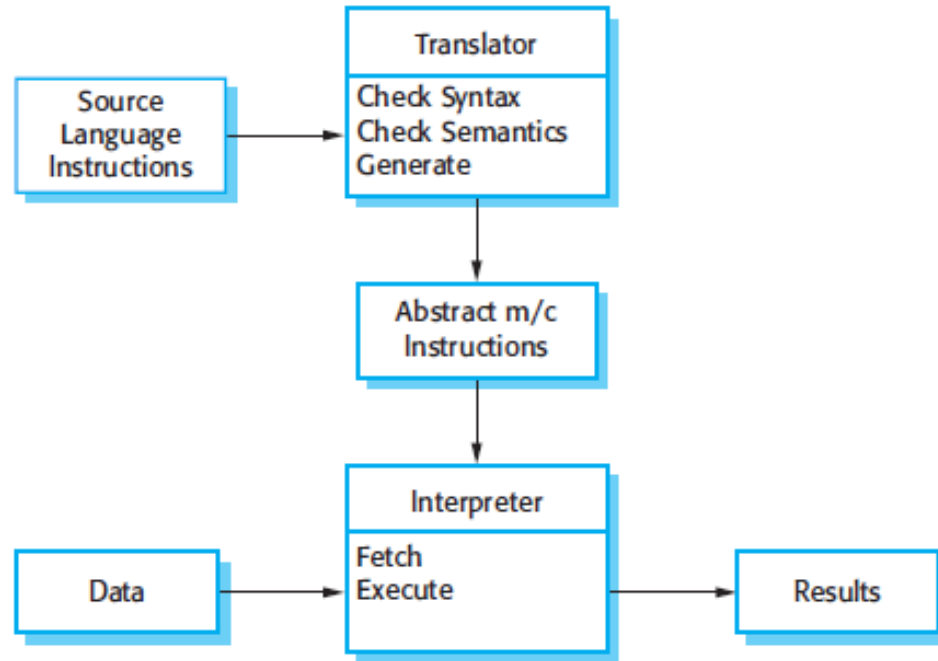 Translator
Check Syntax
Check Semantics
Generate
Source
Language
Instructions
Abstract m/c
Instructions
Interpreter
Fetch
Execute
Data
Results